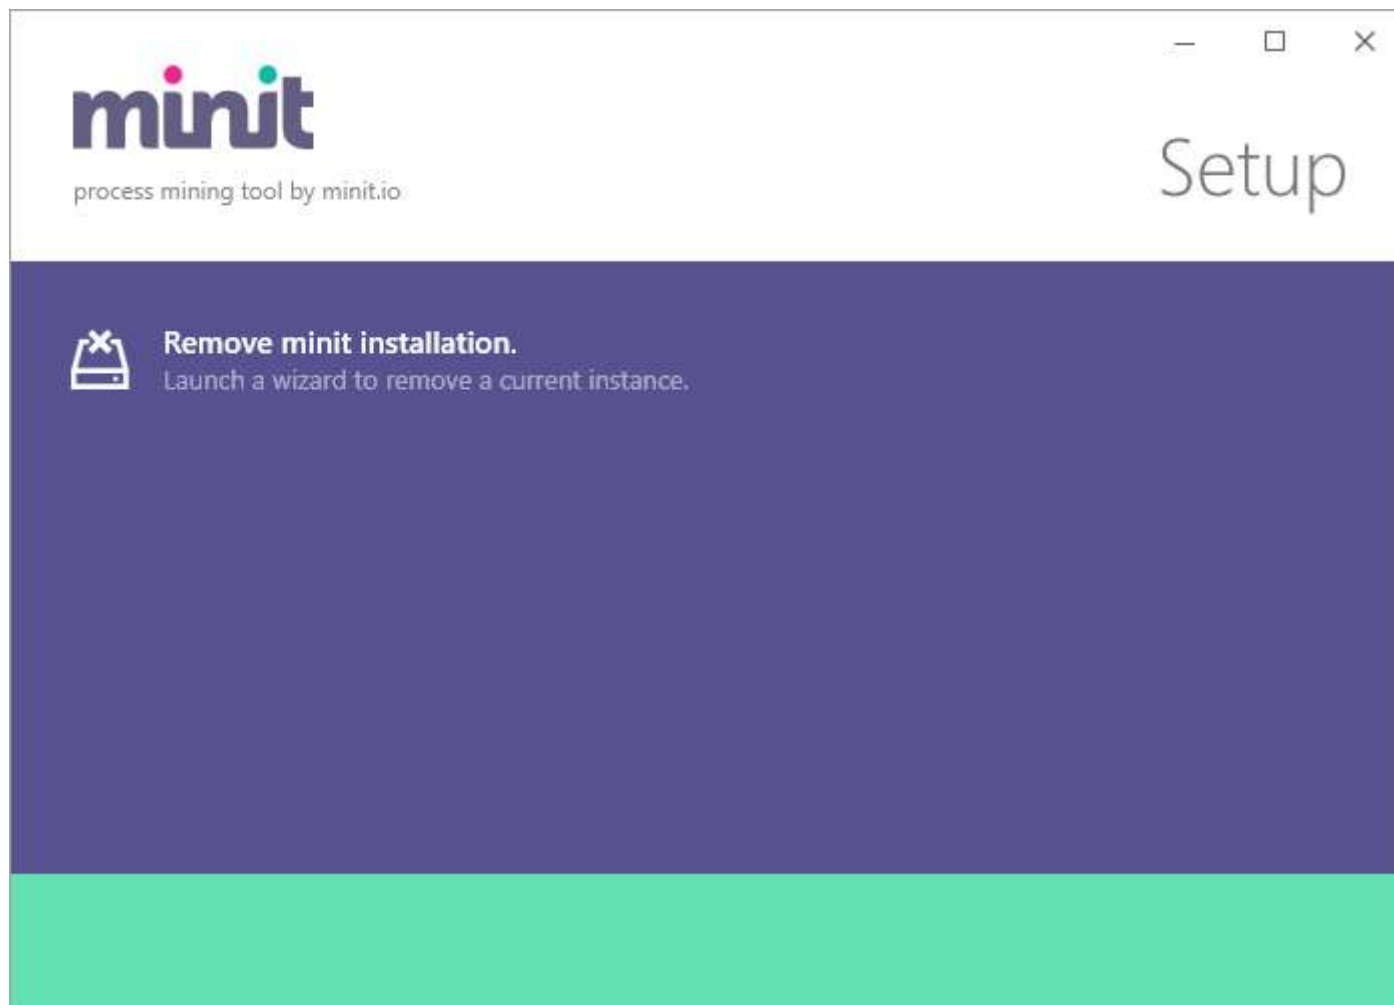 minit
process mining tool by minit.io
Setup
Remove minit installation.
Launch a wizard to remove a current instance.